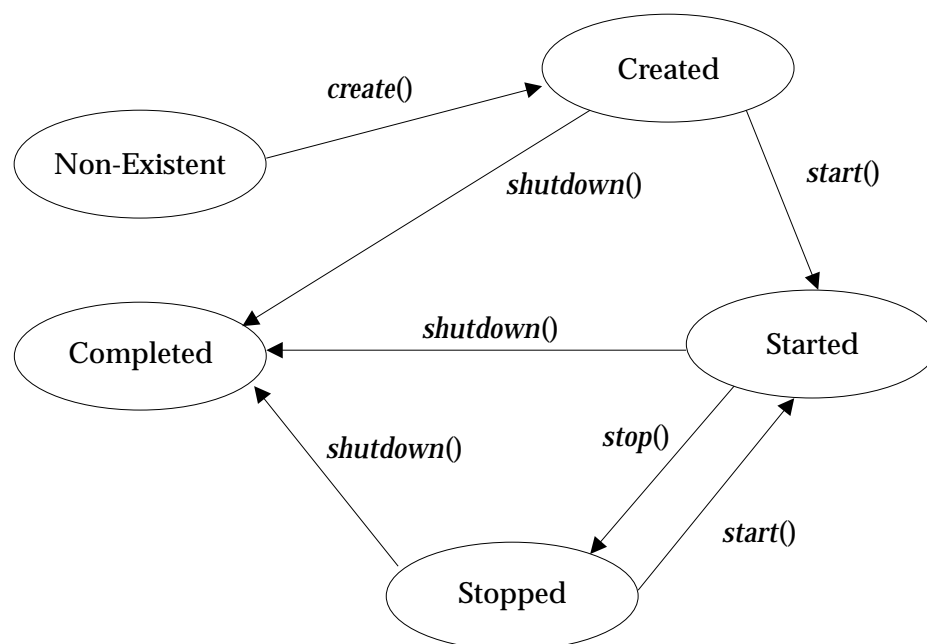 Created
create()
Non-Existent
shutdown()
start()
Completed
shutdown()
Started
shutdown()
stop()
start()
Stopped